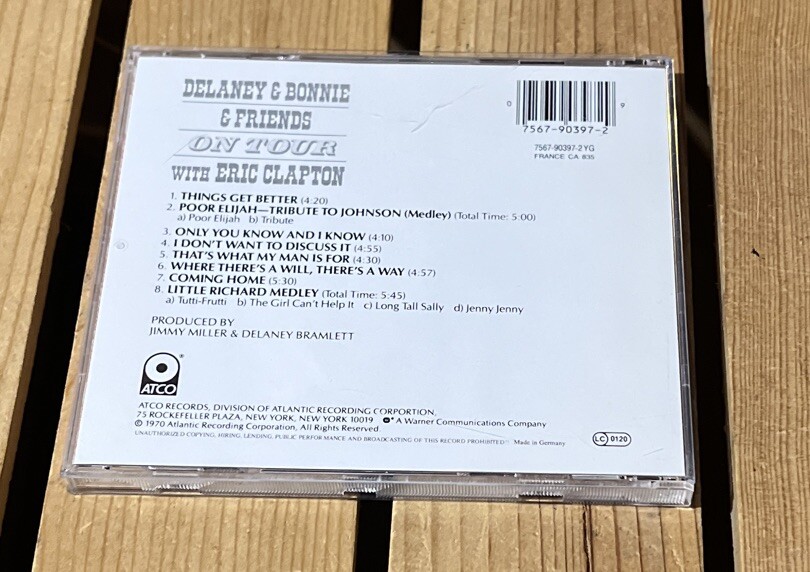 DELANEY & BONNIE
& FRIENDS
ON TOUR
WITH ERIC CLAPTON
0 9
7567-90397-2
7567-90397-2 YG
FRANCE CA 835
1. THINGS GET BETTER (4:20)
2. POOR ELIJAH—TRIBUTE TO JOHNSON (Medley) (Total Time: 5:00)
a) Poor Elijah b) Tribute
3. ONLY YOU KNOW AND I KNOW (4:10)
4. I DON'T WANT TO DISCUSS IT (4:55)
5. THAT'S WHAT MY MAN IS FOR (4:30)
6. WHERE THERE'S A WILL, THERE'S A WAY (4:57)
7. COMING HOME (5:30)
8. LITTLE RICHARD MEDLEY (Total Time: 5:45)
a) Tutti-Frutti b) The Girl Can't Help It c) Long Tall Sally d) Jenny Jenny
PRODUCED BY
JIMMY MILLER & DELANEY BRAMLETT
ATCO ®
ATCO RECORDS, DIVISION OF ATLANTIC RECORDING CORPORTION,
75 ROCKEFELLER PLAZA, NEW YORK, NEW YORK 10019 A Warner Communications Company
© 1970 Atlantic Recording Corporation, All Rights Reserved.
UNAUTHORIZED COPYING, HIRING, LENDING, PUBLIC PERFORMANCE AND BROADCASTING OF THIS RECORD PROHIBITED Made in Germany
LC 0120